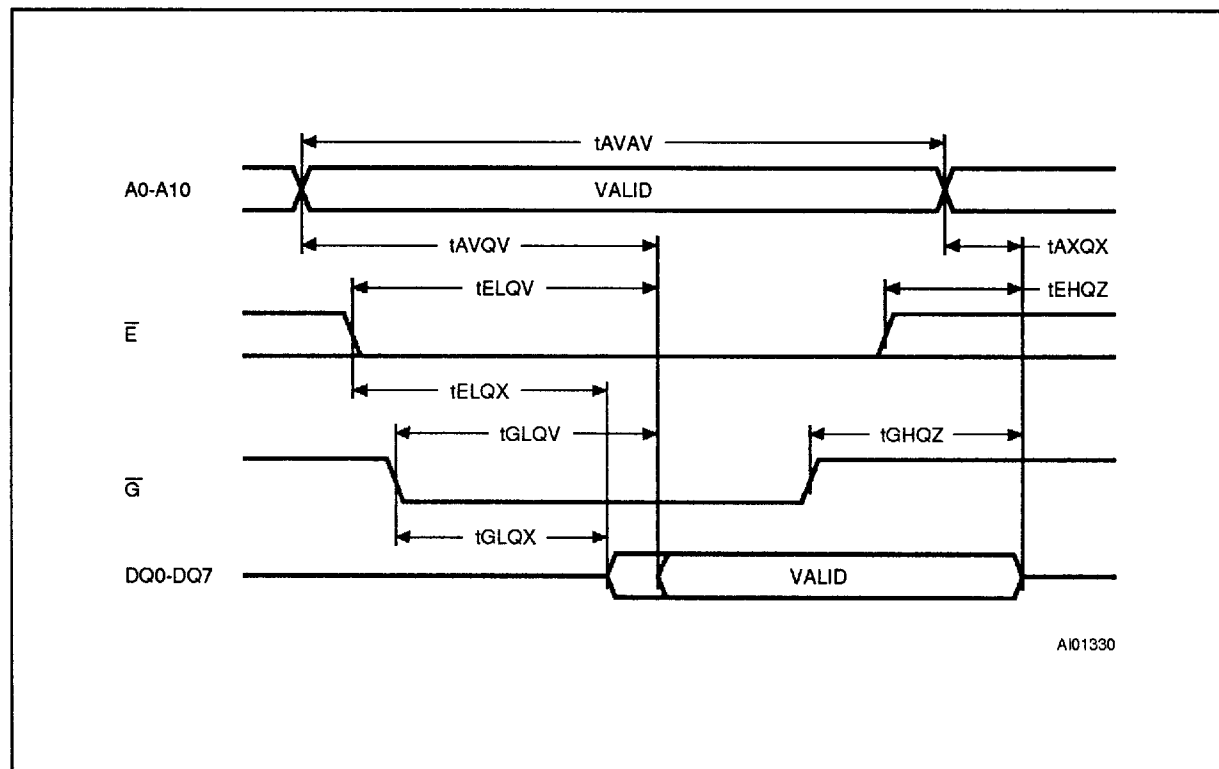 tAVAV
A0-A10 VALID
tAVQV tAXQX
tELQV tEHQZ
E̅
tELQX
tGLQV tGHQZ
G̅
tGLQX
DQ0-DQ7 VALID
AI01330